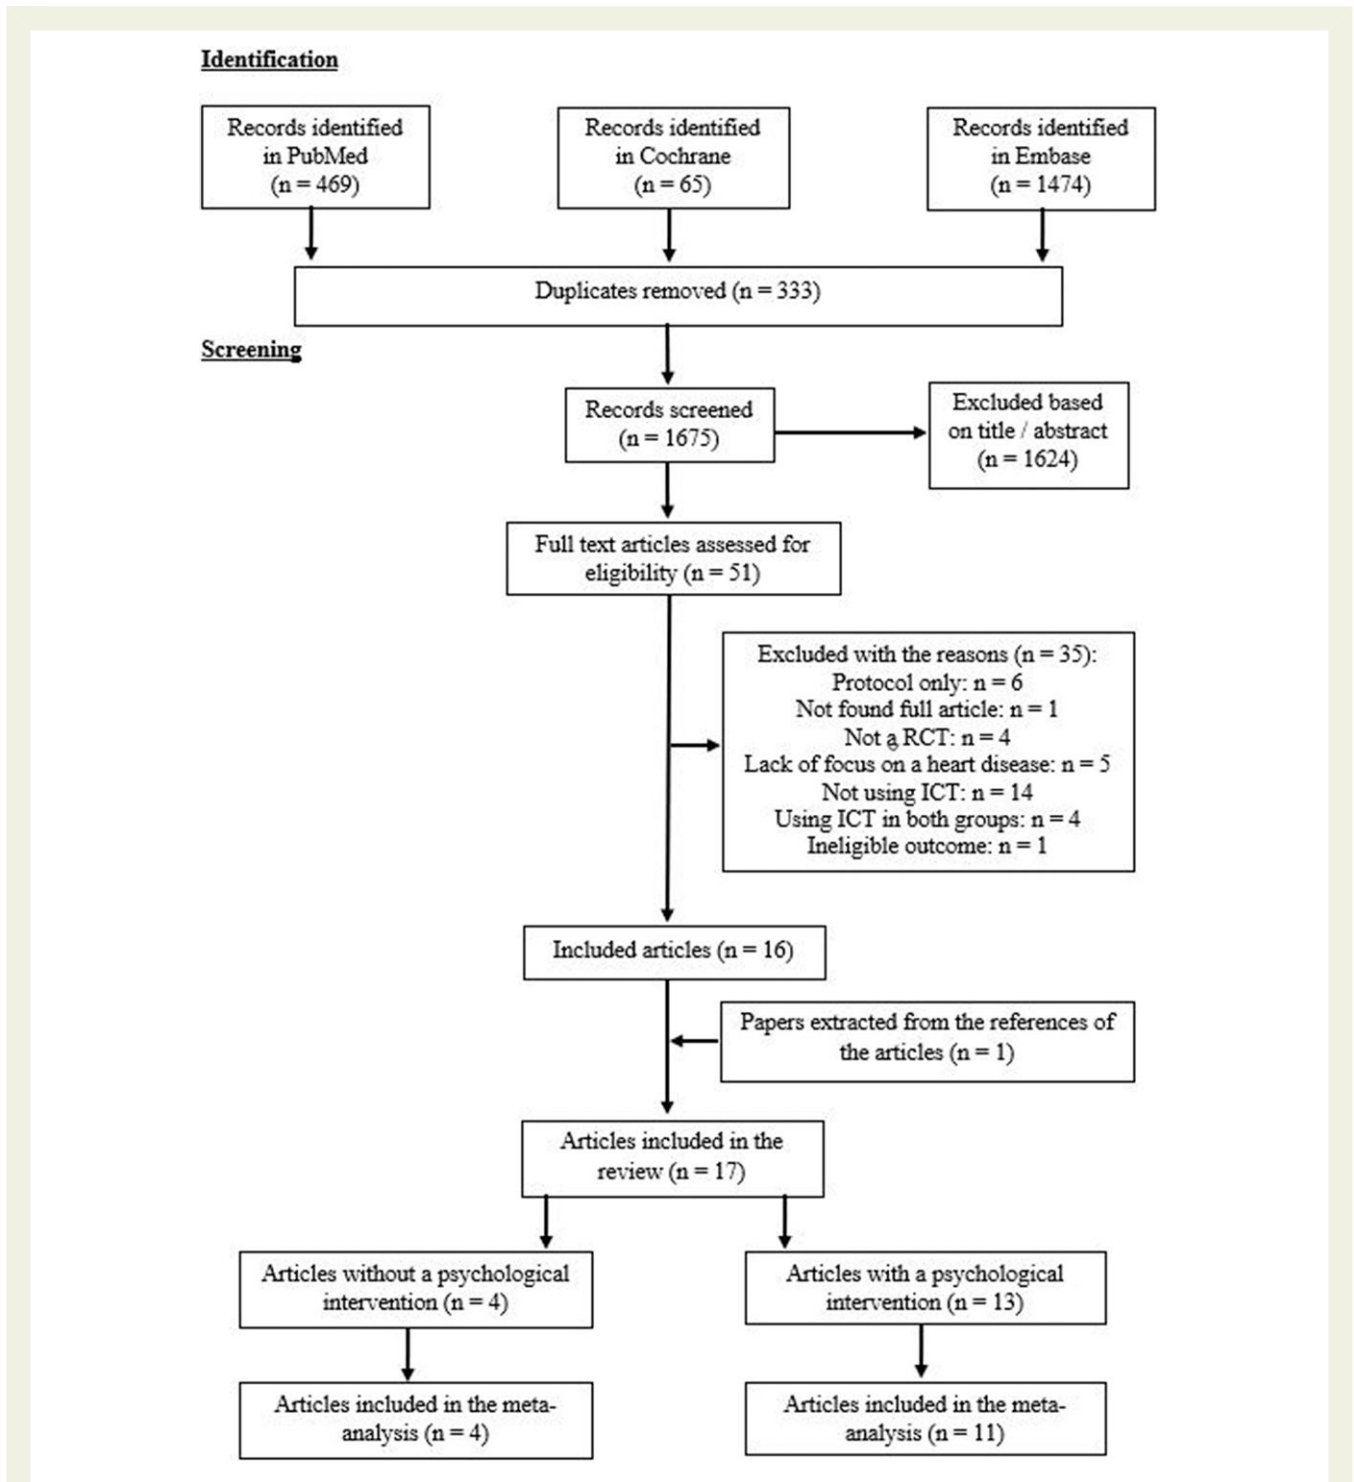 Identification
Records identified
in PubMed
(n = 469)
Records identified
in Cochrane
(n = 65)
Records identified
in Embase
(n = 1474)
Duplicates removed (n = 333)
Screening
Records screened
(n = 1675)
Excluded based
on title / abstract
(n = 1624)
Full text articles assessed for
eligibility (n = 51)
Excluded with the reasons (n = 35):
Protocol only: n = 6
Not found full article: n = 1
Not a RCT: n = 4
Lack of focus on a heart disease: n = 5
Not using ICT: n = 14
Using ICT in both groups: n = 4
Ineligible outcome: n = 1
Included articles (n = 16)
Papers extracted from the references of
the articles (n = 1)
Articles included in the
review (n = 17)
Articles without a psychological
intervention (n = 4)
Articles with a psychological
intervention (n = 13)
Articles included in the meta-
analysis (n = 4)
Articles included in the meta-
analysis (n = 11)